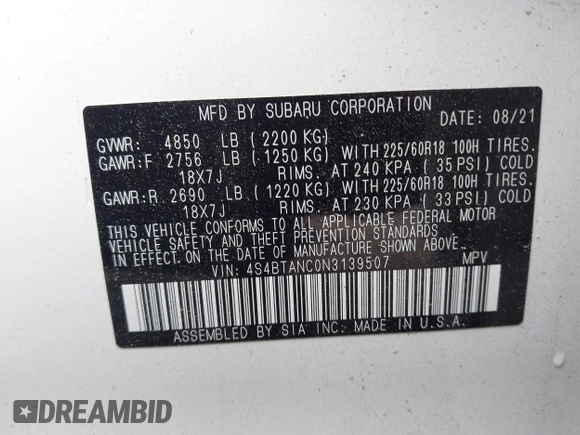 MFD BY SUBARU CORPORATION DATE: 08/21
GVWR: 4850 LB (2200 KG)
GAWR:F 2756 LB (1250 KG) WITH 225/60R18 100H TIRES.
18X7J RIMS. AT 240 KPA (35 PSI) COLD
GAWR:R 2690 LB (1220 KG) WITH 225/60R18 100H TIRES.
18X7J RIMS. AT 230 KPA (33 PSI) COLD
THIS VEHICLE CONFORMS TO ALL APPLICABLE FEDERAL MOTOR
VEHICLE SAFETY AND THEFT PREVENTION STANDARDS
IN EFFECT ON THE DATE OF MANUFACTURE SHOWN ABOVE.
VIN: 4S4BTANC0N3139507 MPV
ASSEMBLED BY SIA INC. MADE IN U.S.A.
DREAMBID